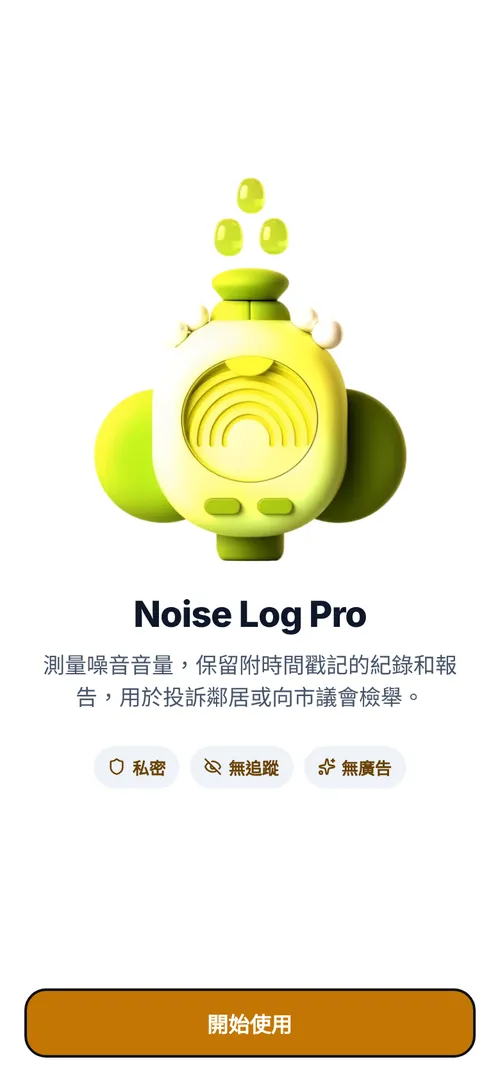 Noise Log Pro
測量噪音音量，保留附時間戳記的紀錄和報
告，用於投訴鄰居或向市議會檢舉。
私密
無追蹤
無廣告
開始使用